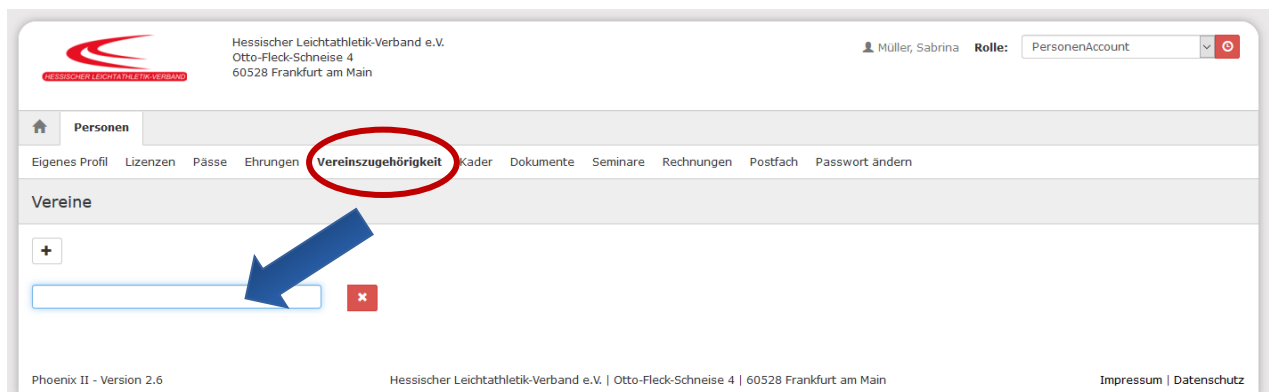 HESSISCHER LEICHTATHLETIK-VERBAND
Hessischer Leichtathletik-Verband e.V.
Otto-Fleck-Schneise 4
60528 Frankfurt am Main
Müller, Sabrina Rolle: PersonenAccount
Personen
Eigenes Profil Lizenzen Pässe Ehrungen Vereinszugehörigkeit Kader Dokumente Seminare Rechnungen Postfach Passwort ändern
Vereine
Phoenix II - Version 2.6 Hessischer Leichtathletik-Verband e.V. | Otto-Fleck-Schneise 4 | 60528 Frankfurt am Main Impressum | Datenschutz